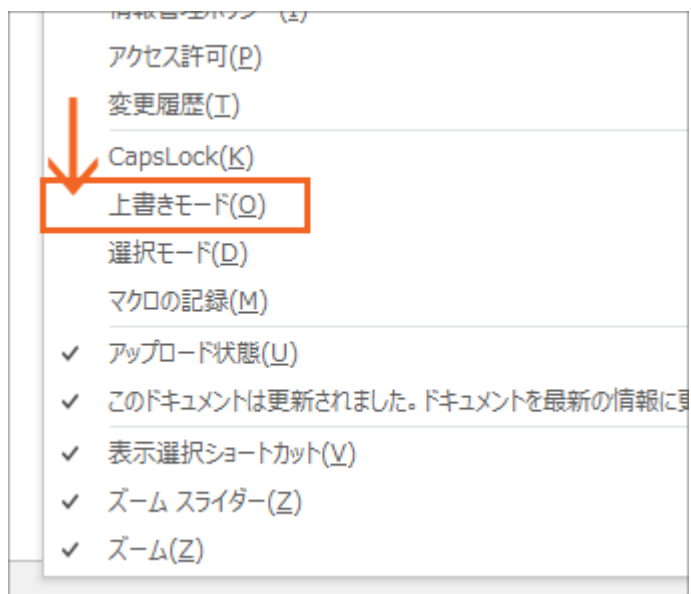 アクセス許可(P)
変更履歴(T)
CapsLock(K)
上書きモード(O)
選択モード(D)
マクロの記録(M)
アップロード状態(U)
このドキュメントは更新されました。ドキュメントを最新の情報に更
表示選択ショートカット(V)
ズーム スライダー(Z)
ズーム(Z)